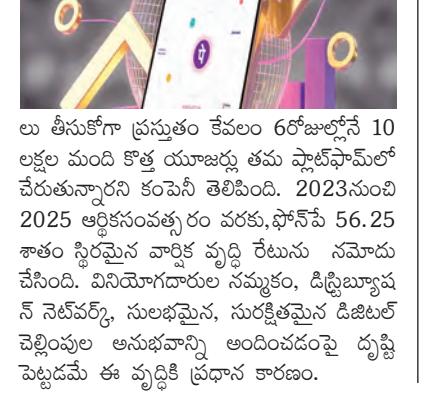 లు తీసుకోగా ప్రస్తుతం కేవలం 6రోజుల్లోనే 10
లక్షల మంది కొత్త యూజర్లు తమ ప్లాట్‌ఫామ్‌లో
చేరుతున్నారని కంపెనీ తెలిపింది. 2023నుంచి
2025 ఆర్థికసంవత్స రం వరకు,ఫోన్‌పే 56.25
శాతం స్థిరమైన వార్షిక వృద్ధి రేటును నమోదు
చేసింది. వినియోగదారుల నమ్మకం, డిస్ట్రిబ్యూష
న్ నెట్‌వర్క్, సులభమైన, సురక్షితమైన డిజిటల్
చెల్లింపుల అనుభవాన్ని అందించడంపై దృష్టి
పెట్టడమే ఈ వృద్ధికి ప్రధాన కారణం.